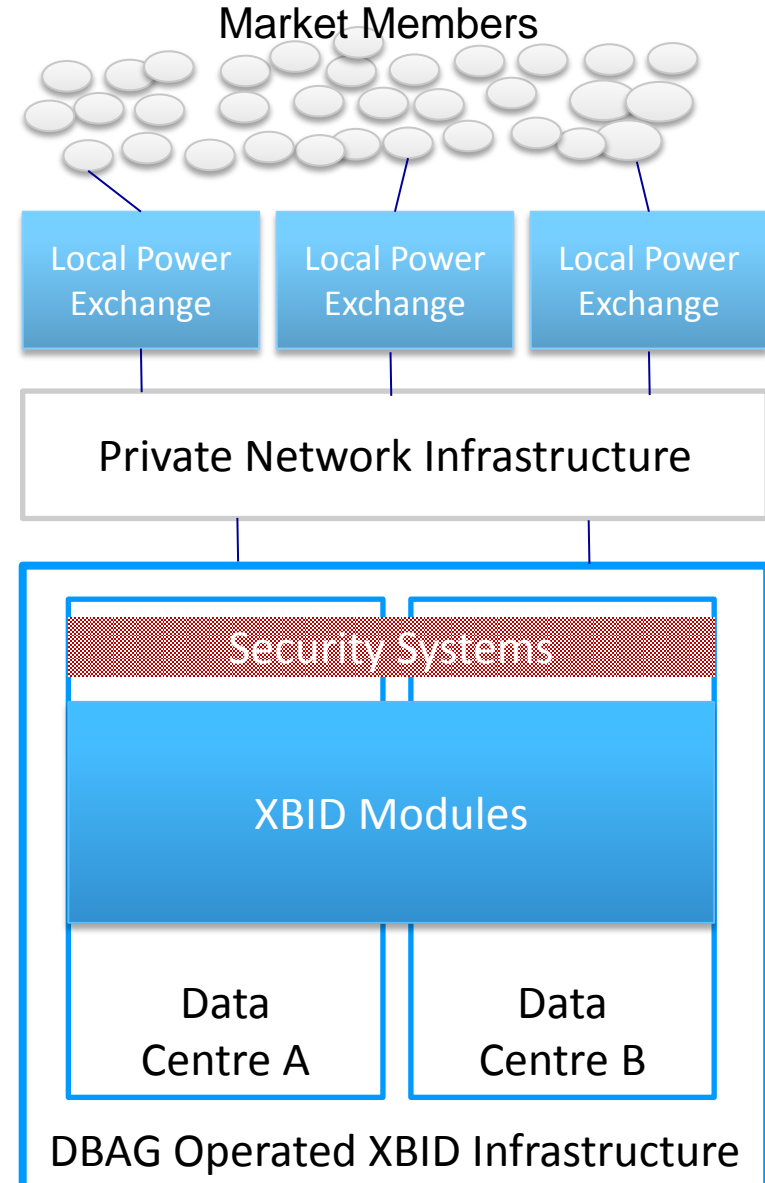 Market Members
Local Power Local Power Local Power
Exchange Exchange Exchange
Private Network Infrastructure
Security Systems
XBID Modules
Data Data
Centre A Centre B
DBAG Operated XBID Infrastructure